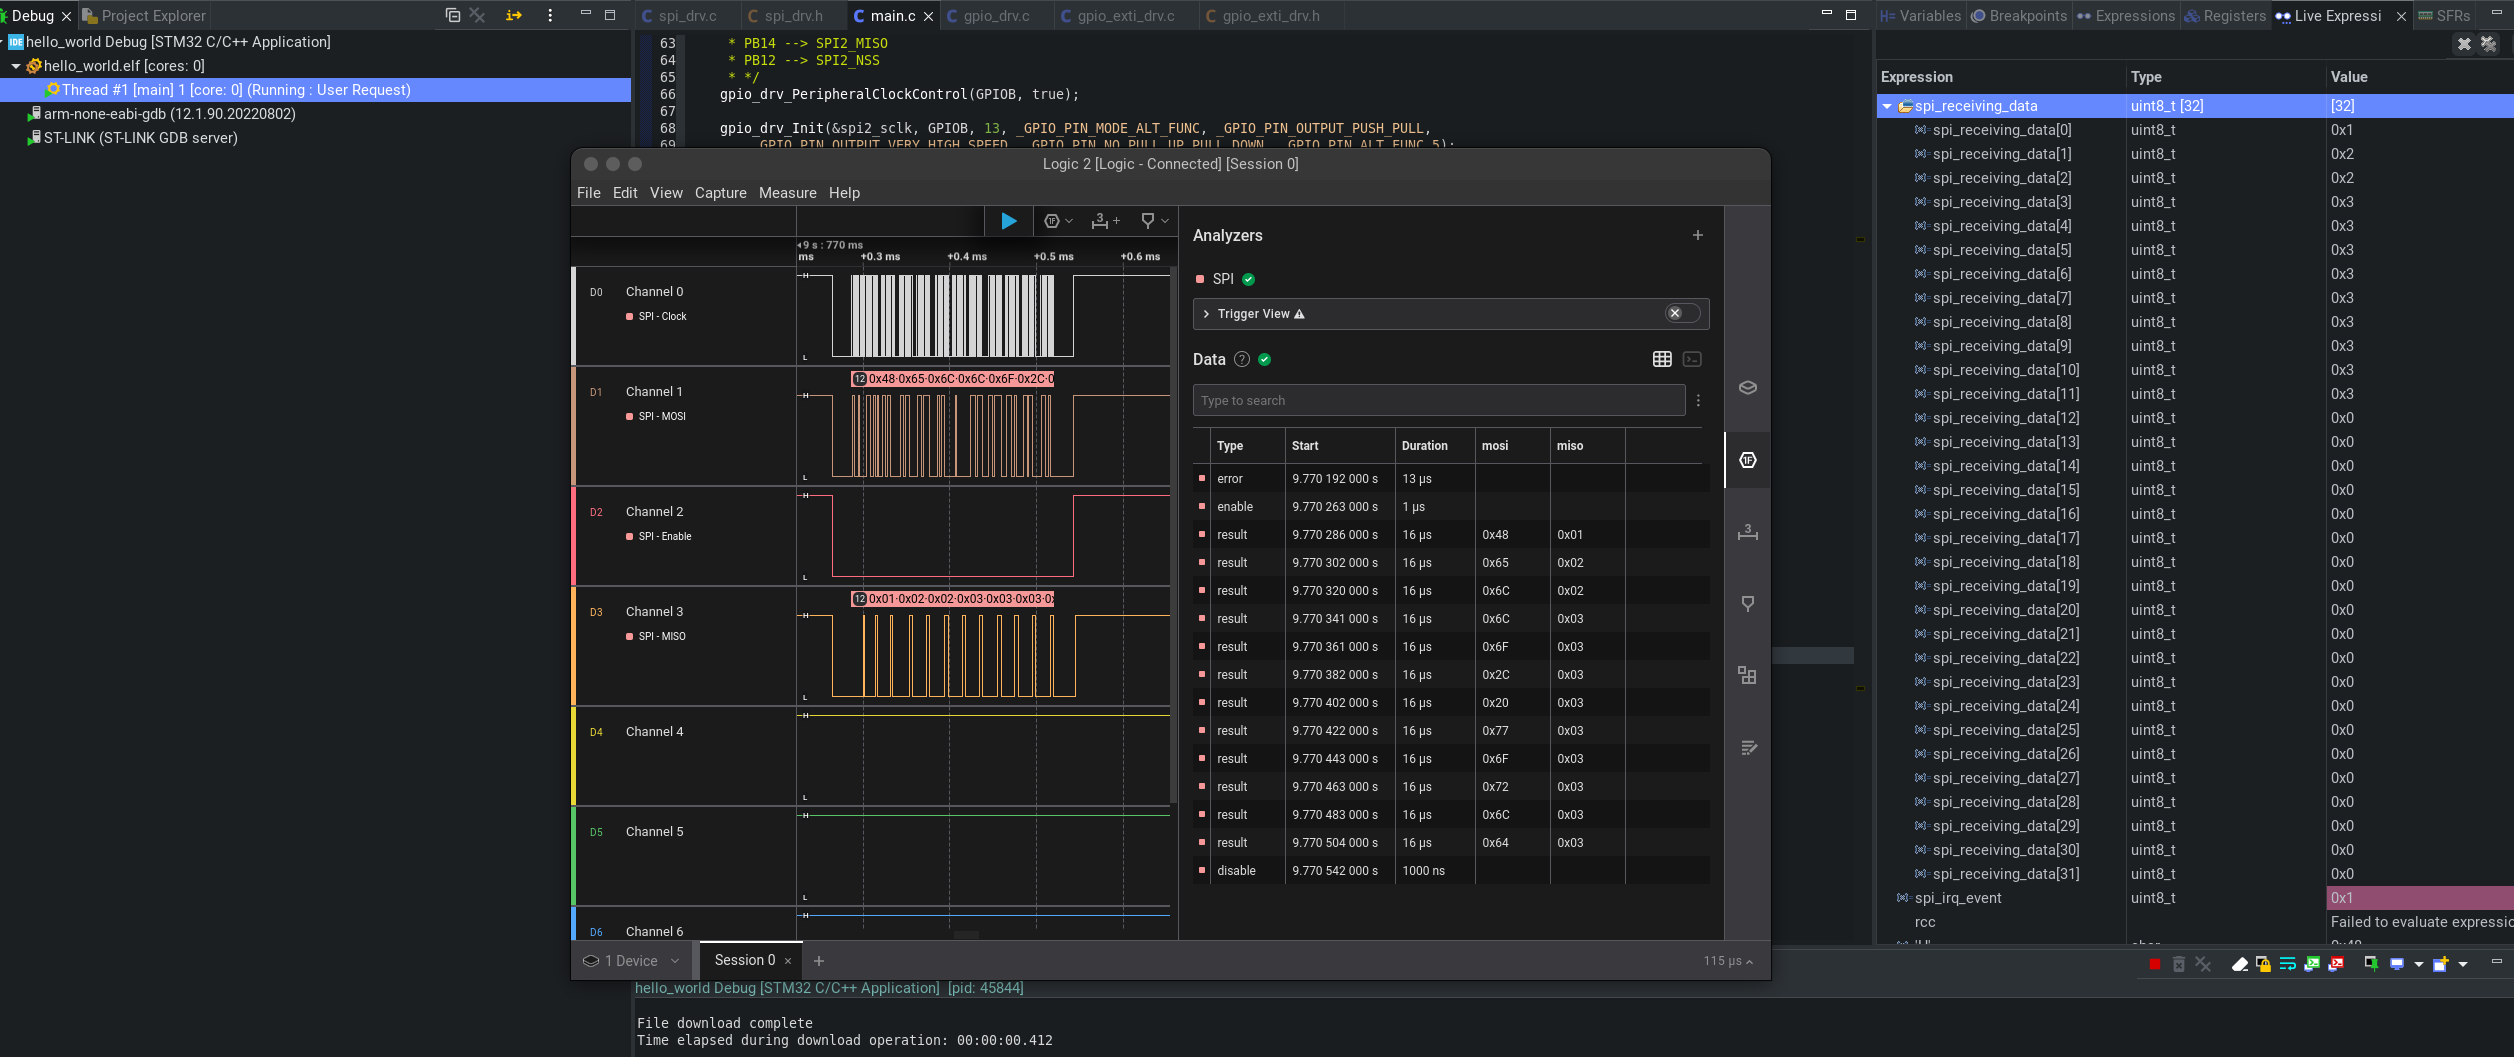 Debug
Project Explorer
hello_world Debug [STM32 C/C++ Application]
hello_world.elf [cores: 0]
Thread #1 [main] 1 [core: 0] (Running : User Request)
arm-none-eabi-gdb (12.1.90.20220802)
ST-LINK (ST-LINK GDB server)
spi_drv.c
spi_drv.h
main.c
gpio_drv.c
gpio_exti_drv.c
gpio_exti_drv.h
63 * PB14 --> SPI2_MISO
64 * PB12 --> SPI2_NSS
65 * */
66 gpio_drv_PeripheralClockControl(GPIOB, true);
67
68 gpio_drv_Init(&spi2_sclk, GPIOB, 13, _GPIO_PIN_MODE_ALT_FUNC, _GPIO_PIN_OUTPUT_PUSH_PULL,
69 _GPIO_PIN_OUTPUT_VERY_HIGH_SPEED, _GPIO_PIN_NO_PULL_UP_PULL_DOWN, _GPIO_PIN_ALT_FUNC_5);
Logic 2 [Logic - Connected] [Session 0]
File Edit View Capture Measure Help
9 s : 770 ms
ms +0.3 ms +0.4 ms +0.5 ms +0.6 ms
D0 Channel 0
SPI - Clock
H
L
D1 Channel 1
SPI - MOSI
12 0x48·0x65·0x6C·0x6C·0x6F·0x2C·0
H
L
D2 Channel 2
SPI - Enable
H
L
D3 Channel 3
SPI - MISO
12 0x01·0x02·0x02·0x03·0x03·0x03·0x
H
L
D4 Channel 4
H
L
D5 Channel 5
H
L
D6 Channel 6
H
1 Device
Session 0
115 µs
Analyzers
SPI
Trigger View
Data
Type to search
Type Start Duration mosi miso
error 9.770 192 000 s 13 µs
enable 9.770 263 000 s 1 µs
result 9.770 286 000 s 16 µs 0x48 0x01
result 9.770 302 000 s 16 µs 0x65 0x02
result 9.770 320 000 s 16 µs 0x6C 0x02
result 9.770 341 000 s 16 µs 0x6C 0x03
result 9.770 361 000 s 16 µs 0x6F 0x03
result 9.770 382 000 s 16 µs 0x2C 0x03
result 9.770 402 000 s 16 µs 0x20 0x03
result 9.770 422 000 s 16 µs 0x77 0x03
result 9.770 443 000 s 16 µs 0x6F 0x03
result 9.770 463 000 s 16 µs 0x72 0x03
result 9.770 483 000 s 16 µs 0x6C 0x03
result 9.770 504 000 s 16 µs 0x64 0x03
disable 9.770 542 000 s 1000 ns
Variables
Breakpoints
Expressions
Registers
Live Expressi
SFRs
Expression Type Value
spi_receiving_data uint8_t [32] [32]
spi_receiving_data[0] uint8_t 0x1
spi_receiving_data[1] uint8_t 0x2
spi_receiving_data[2] uint8_t 0x2
spi_receiving_data[3] uint8_t 0x3
spi_receiving_data[4] uint8_t 0x3
spi_receiving_data[5] uint8_t 0x3
spi_receiving_data[6] uint8_t 0x3
spi_receiving_data[7] uint8_t 0x3
spi_receiving_data[8] uint8_t 0x3
spi_receiving_data[9] uint8_t 0x3
spi_receiving_data[10] uint8_t 0x3
spi_receiving_data[11] uint8_t 0x3
spi_receiving_data[12] uint8_t 0x0
spi_receiving_data[13] uint8_t 0x0
spi_receiving_data[14] uint8_t 0x0
spi_receiving_data[15] uint8_t 0x0
spi_receiving_data[16] uint8_t 0x0
spi_receiving_data[17] uint8_t 0x0
spi_receiving_data[18] uint8_t 0x0
spi_receiving_data[19] uint8_t 0x0
spi_receiving_data[20] uint8_t 0x0
spi_receiving_data[21] uint8_t 0x0
spi_receiving_data[22] uint8_t 0x0
spi_receiving_data[23] uint8_t 0x0
spi_receiving_data[24] uint8_t 0x0
spi_receiving_data[25] uint8_t 0x0
spi_receiving_data[26] uint8_t 0x0
spi_receiving_data[27] uint8_t 0x0
spi_receiving_data[28] uint8_t 0x0
spi_receiving_data[29] uint8_t 0x0
spi_receiving_data[30] uint8_t 0x0
spi_receiving_data[31] uint8_t 0x0
spi_irq_event uint8_t 0x1
rcc Failed to evaluate expressio
hello_world Debug [STM32 C/C++ Application] [pid: 45844]
File download complete
Time elapsed during download operation: 00:00:00.412